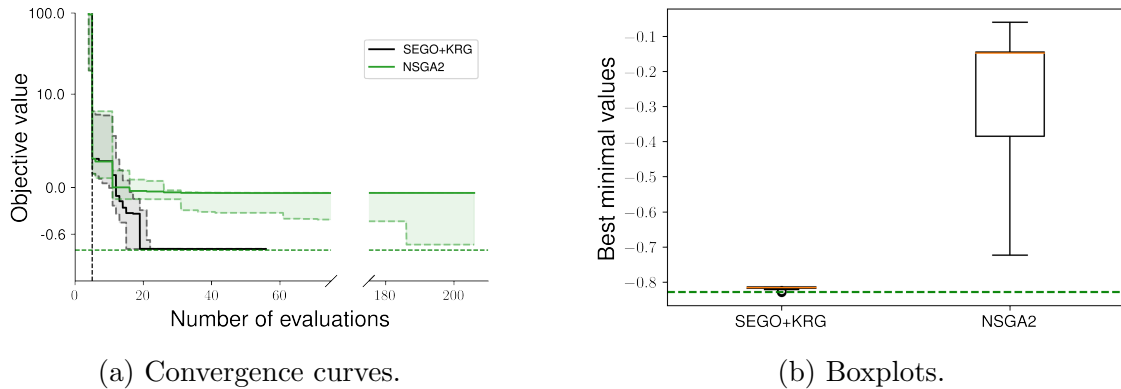 100.0
10.0
0.0
-0.6
Objective value
SEGO+KRG
NSGA2
0
20
40
60
180
200
Number of evaluations
(a) Convergence curves.
−0.1
−0.2
−0.3
−0.4
−0.5
−0.6
−0.7
−0.8
Best minimal values
SEGO+KRG
NSGA2
(b) Boxplots.